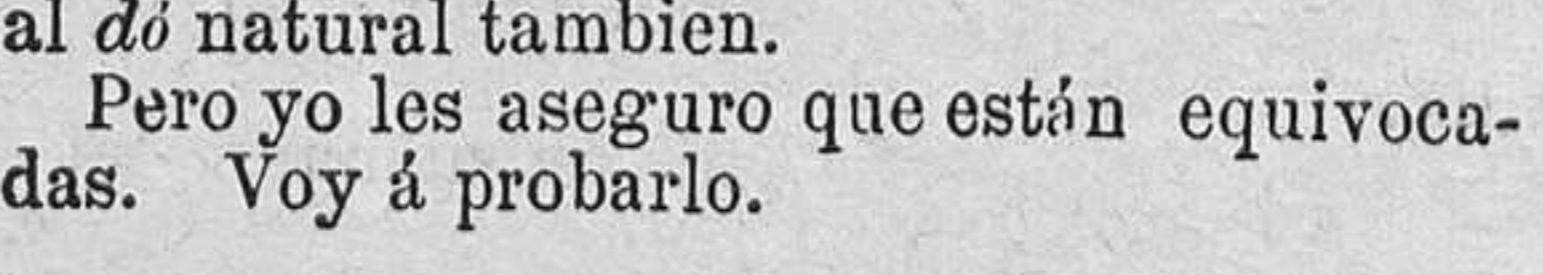 al dó natural tambien.
Pero yo les aseguro que están equivoca-
das. Voy á probarlo.